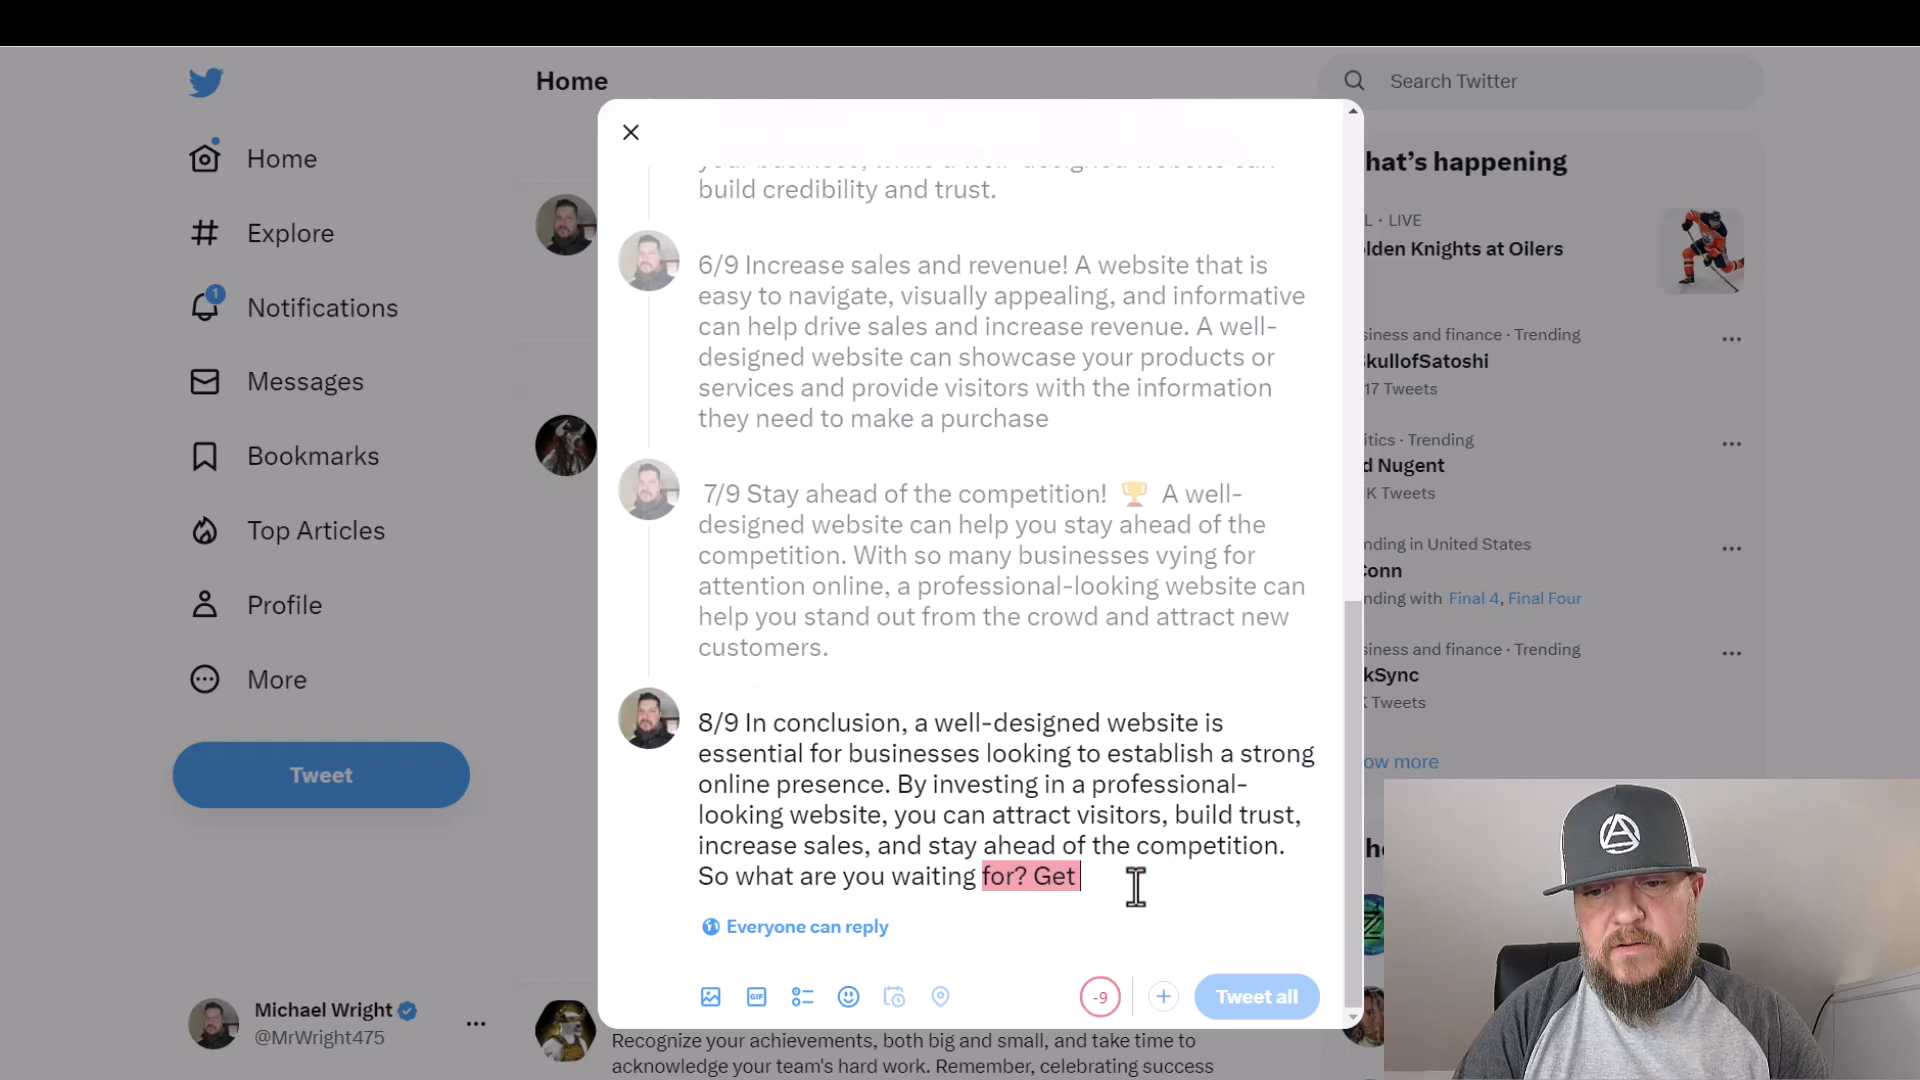 Home
Search Twitter
Home
Explore
1
Notifications
Messages
Bookmarks
Top Articles
Profile
More
Tweet
Michael Wright
@MrWright475
build credibility and trust.
6/9 Increase sales and revenue! A website that is
easy to navigate, visually appealing, and informative
can help drive sales and increase revenue. A well-
designed website can showcase your products or
services and provide visitors with the information
they need to make a purchase
7/9 Stay ahead of the competition! 🏆 A well-
designed website can help you stay ahead of the
competition. With so many businesses vying for
attention online, a professional-looking website can
help you stand out from the crowd and attract new
customers.
8/9 In conclusion, a well-designed website is
essential for businesses looking to establish a strong
online presence. By investing in a professional-
looking website, you can attract visitors, build trust,
increase sales, and stay ahead of the competition.
So what are you waiting for? Get
Everyone can reply
GIF
-9
Tweet all
Recognize your achievements, both big and small, and take time to
acknowledge your team's hard work. Remember, celebrating success
hat's happening
L · LIVE
lden Knights at Oilers
siness and finance · Trending
kullofSatoshi
17 Tweets
itics · Trending
d Nugent
K Tweets
nding in United States
Conn
nding with Final 4, Final Four
siness and finance · Trending
kSync
K Tweets
ow more